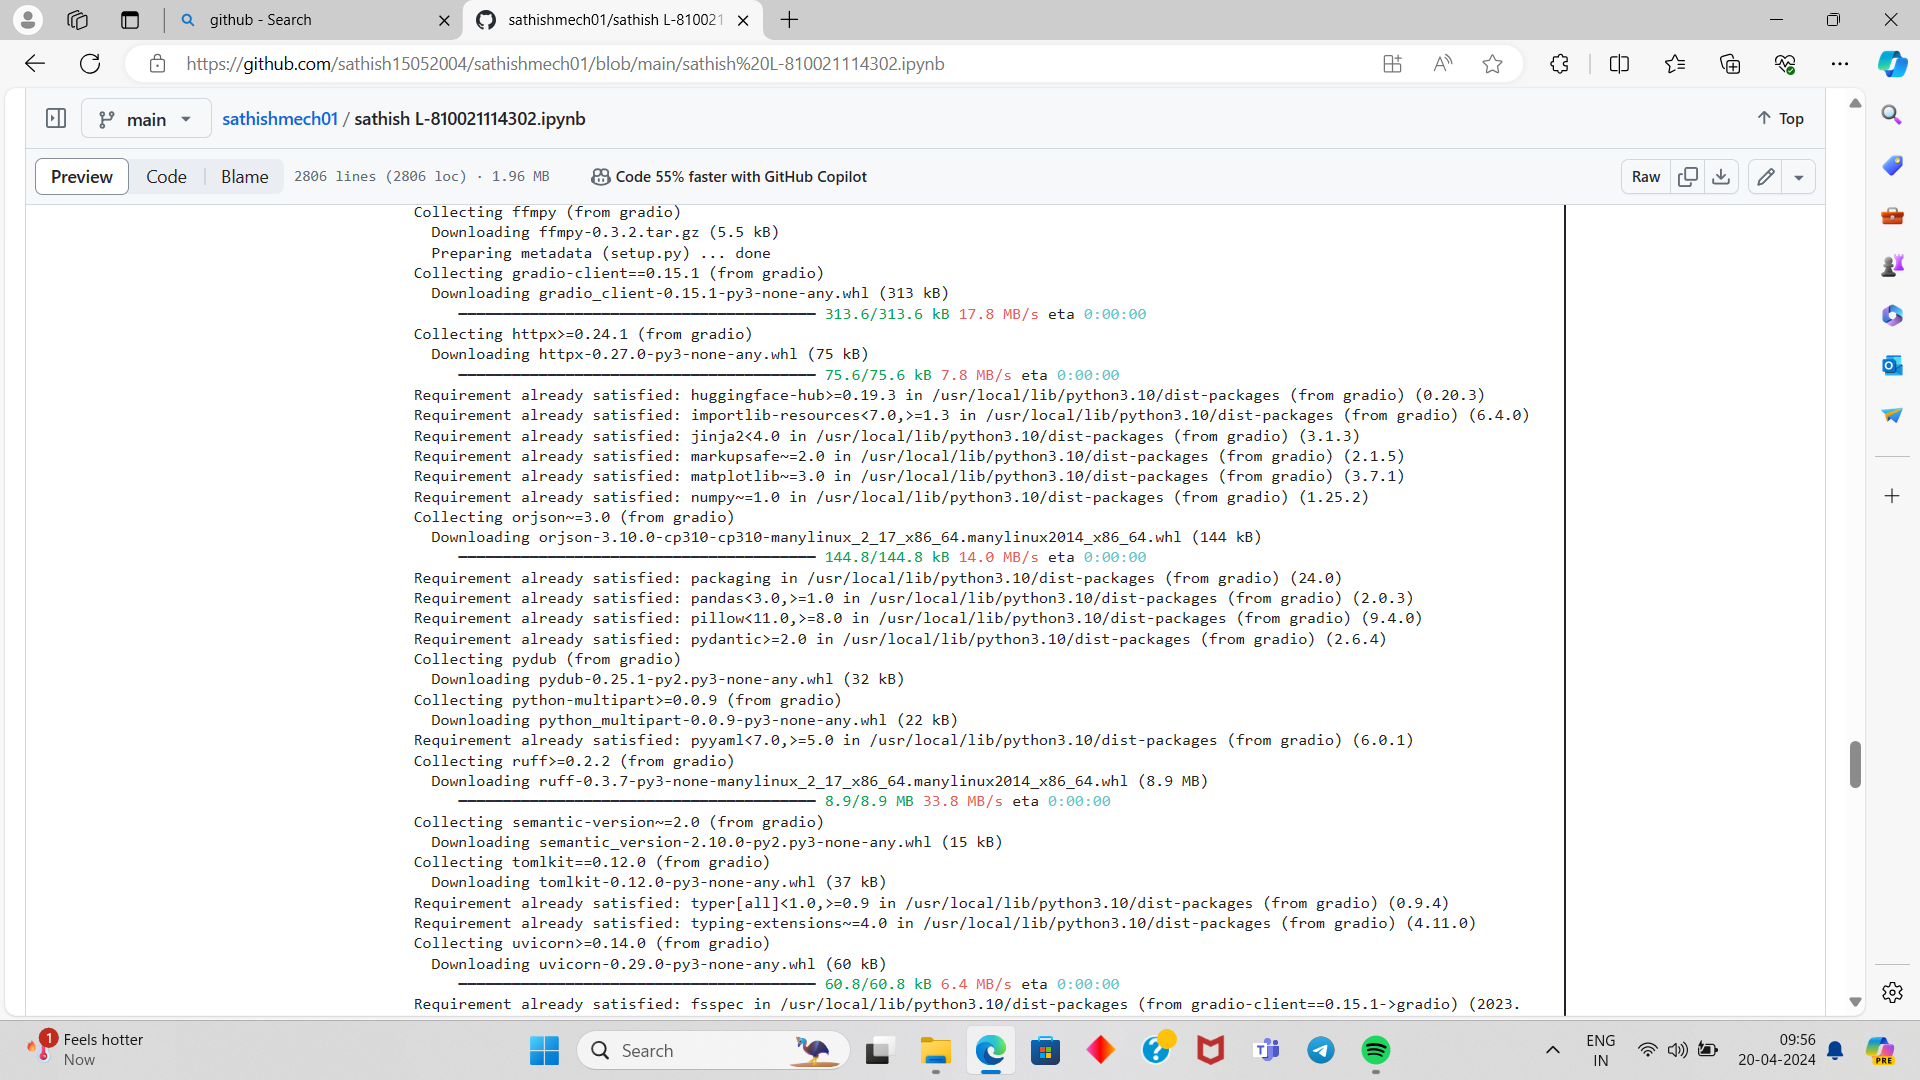 github - Search
sathishmech01/sathish L-810021
https://github.com/sathish15052004/sathishmech01/blob/main/sathish%20L-810021114302.ipynb
main
sathishmech01 / sathish L-810021114302.ipynb
Top
Preview
Code
Blame
2806 lines (2806 loc) · 1.96 MB
Code 55% faster with GitHub Copilot
Raw
Collecting ffmpy (from gradio)
Downloading ffmpy-0.3.2.tar.gz (5.5 kB)
Preparing metadata (setup.py) ... done
Collecting gradio-client==0.15.1 (from gradio)
Downloading gradio_client-0.15.1-py3-none-any.whl (313 kB)
313.6/313.6 kB 17.8 MB/s eta 0:00:00
Collecting httpx>=0.24.1 (from gradio)
Downloading httpx-0.27.0-py3-none-any.whl (75 kB)
75.6/75.6 kB 7.8 MB/s eta 0:00:00
Requirement already satisfied: huggingface-hub>=0.19.3 in /usr/local/lib/python3.10/dist-packages (from gradio) (0.20.3)
Requirement already satisfied: importlib-resources<7.0,>=1.3 in /usr/local/lib/python3.10/dist-packages (from gradio) (6.4.0)
Requirement already satisfied: jinja2<4.0 in /usr/local/lib/python3.10/dist-packages (from gradio) (3.1.3)
Requirement already satisfied: markupsafe~=2.0 in /usr/local/lib/python3.10/dist-packages (from gradio) (2.1.5)
Requirement already satisfied: matplotlib~=3.0 in /usr/local/lib/python3.10/dist-packages (from gradio) (3.7.1)
Requirement already satisfied: numpy~=1.0 in /usr/local/lib/python3.10/dist-packages (from gradio) (1.25.2)
Collecting orjson~=3.0 (from gradio)
Downloading orjson-3.10.0-cp310-cp310-manylinux_2_17_x86_64.manylinux2014_x86_64.whl (144 kB)
144.8/144.8 kB 14.0 MB/s eta 0:00:00
Requirement already satisfied: packaging in /usr/local/lib/python3.10/dist-packages (from gradio) (24.0)
Requirement already satisfied: pandas<3.0,>=1.0 in /usr/local/lib/python3.10/dist-packages (from gradio) (2.0.3)
Requirement already satisfied: pillow<11.0,>=8.0 in /usr/local/lib/python3.10/dist-packages (from gradio) (9.4.0)
Requirement already satisfied: pydantic>=2.0 in /usr/local/lib/python3.10/dist-packages (from gradio) (2.6.4)
Collecting pydub (from gradio)
Downloading pydub-0.25.1-py2.py3-none-any.whl (32 kB)
Collecting python-multipart>=0.0.9 (from gradio)
Downloading python_multipart-0.0.9-py3-none-any.whl (22 kB)
Requirement already satisfied: pyyaml<7.0,>=5.0 in /usr/local/lib/python3.10/dist-packages (from gradio) (6.0.1)
Collecting ruff>=0.2.2 (from gradio)
Downloading ruff-0.3.7-py3-none-manylinux_2_17_x86_64.manylinux2014_x86_64.whl (8.9 MB)
8.9/8.9 MB 33.8 MB/s eta 0:00:00
Collecting semantic-version~=2.0 (from gradio)
Downloading semantic_version-2.10.0-py2.py3-none-any.whl (15 kB)
Collecting tomlkit==0.12.0 (from gradio)
Downloading tomlkit-0.12.0-py3-none-any.whl (37 kB)
Requirement already satisfied: typer[all]<1.0,>=0.9 in /usr/local/lib/python3.10/dist-packages (from gradio) (0.9.4)
Requirement already satisfied: typing-extensions~=4.0 in /usr/local/lib/python3.10/dist-packages (from gradio) (4.11.0)
Collecting uvicorn>=0.14.0 (from gradio)
Downloading uvicorn-0.29.0-py3-none-any.whl (60 kB)
60.8/60.8 kB 6.4 MB/s eta 0:00:00
Requirement already satisfied: fsspec in /usr/local/lib/python3.10/dist-packages (from gradio-client==0.15.1->gradio) (2023.
1
Feels hotter
Now
Search
ENG
IN
09:56
20-04-2024
PRE